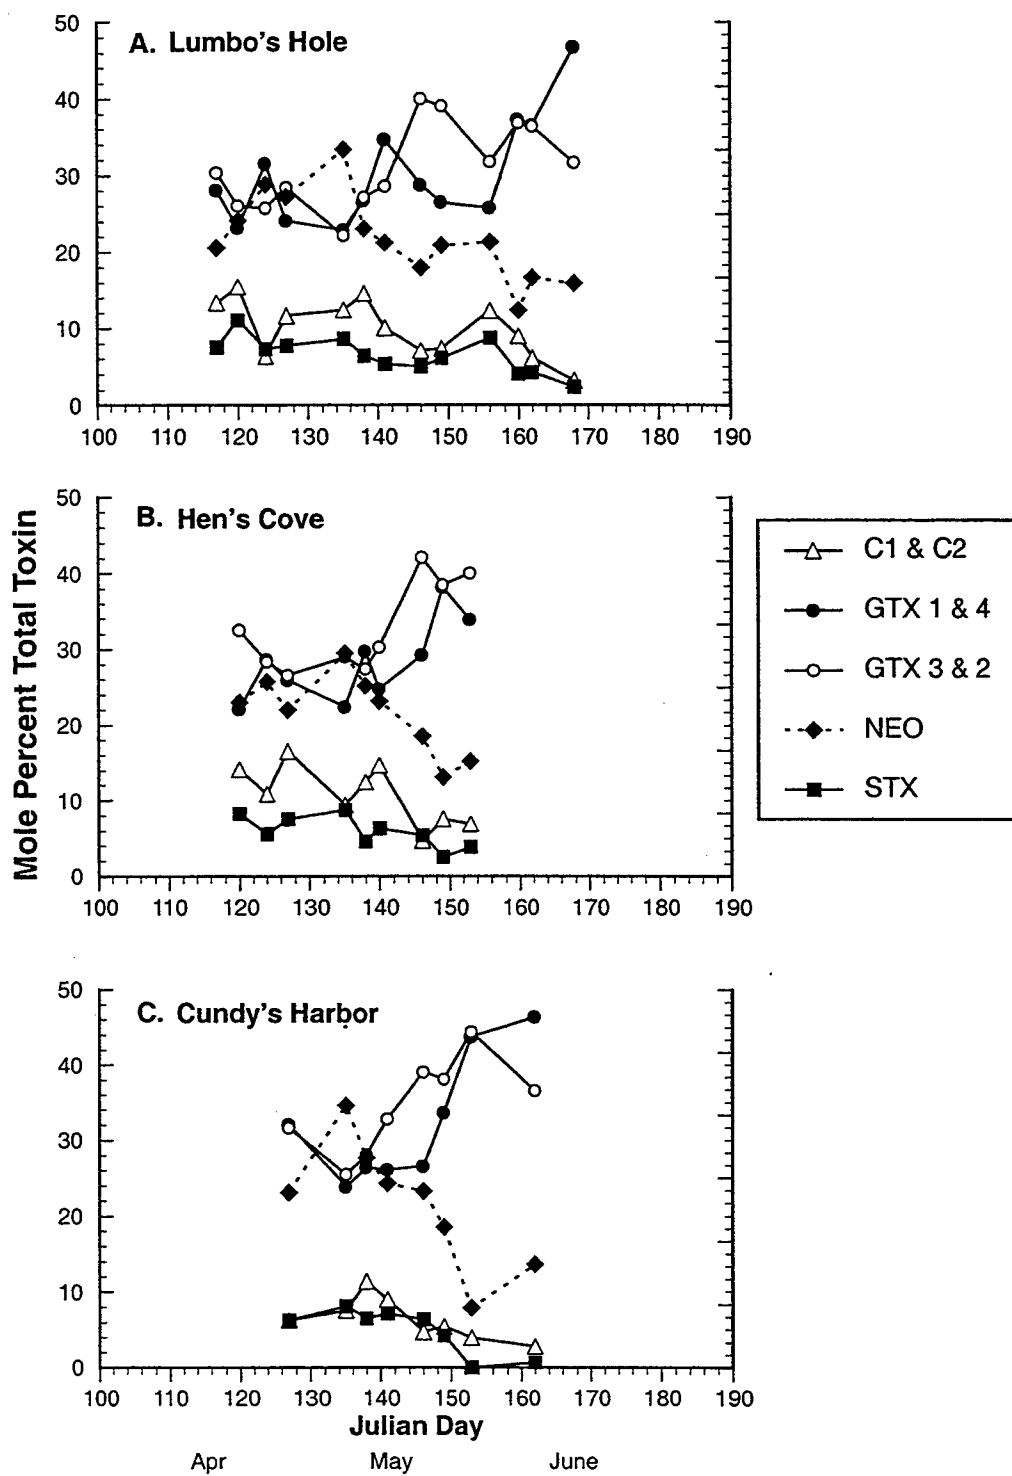 A. Lumbo's Hole
50
40
30
20
10
0
100 110 120 130 140 150 160 170 180 190
Mole Percent Total Toxin
B. Hen's Cove
50
40
30
20
10
0
100 110 120 130 140 150 160 170 180 190
C1 & C2
GTX 1 & 4
GTX 3 & 2
NEO
STX
C. Cundy's Harbor
50
40
30
20
10
0
100 110 120 130 140 150 160 170 180 190
Julian Day
Apr May June